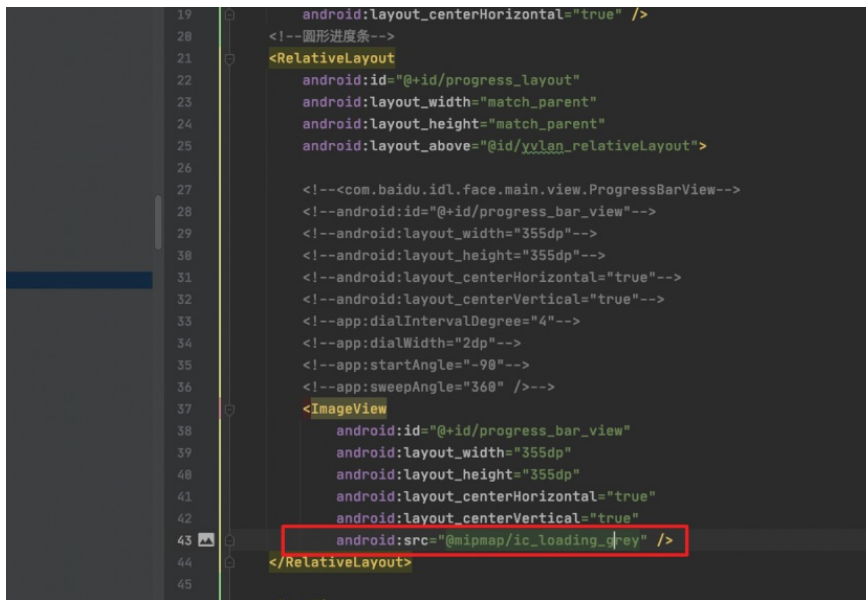 19 android:layout_centerHorizontal="true" />
20 <!--圆形进度条-->
21 <RelativeLayout
22 android:id="@+id/progress_layout"
23 android:layout_width="match_parent"
24 android:layout_height="match_parent"
25 android:layout_above="@id/yvlan_relativeLayout">
26
27 <!--<com.baidu.idl.face.main.view.ProgressBarView-->
28 <!--android:id="@+id/progress_bar_view"-->
29 <!--android:layout_width="355dp"-->
30 <!--android:layout_height="355dp"-->
31 <!--android:layout_centerHorizontal="true"-->
32 <!--android:layout_centerVertical="true"-->
33 <!--app:dialIntervalDegree="4"-->
34 <!--app:dialWidth="2dp"-->
35 <!--app:startAngle="-90"-->
36 <!--app:sweepAngle="360" />-->
37 <ImageView
38 android:id="@+id/progress_bar_view"
39 android:layout_width="355dp"
40 android:layout_height="355dp"
41 android:layout_centerHorizontal="true"
42 android:layout_centerVertical="true"
43 android:src="@mipmap/ic_loading_grey" />
44 </RelativeLayout>
45